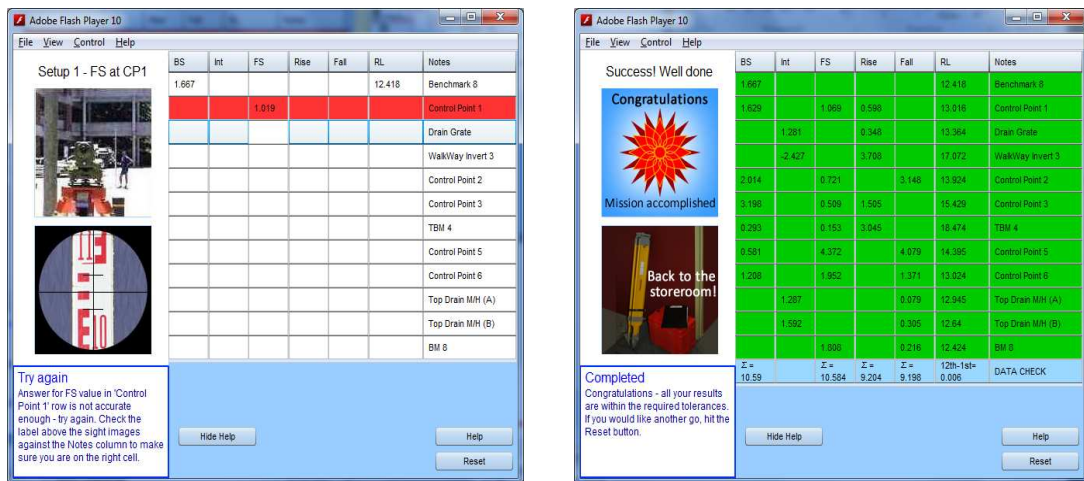 Adobe Flash Player 10
File View Control Help
Setup 1 - FS at CP1
BS Int FS Rise Fall RL Notes
1.667 12.418 Benchmark 8
1.019 Control Point 1
Drain Grate
WalkWay Invert 3
Control Point 2
Control Point 3
TBM 4
Control Point 5
Control Point 6
Top Drain M/H (A)
Top Drain M/H (B)
BM 8
11
10
Try again
Answer for FS value in 'Control
Point 1' row is not accurate
enough - try again. Check the
label above the sight images
against the Notes column to make
sure you are on the right cell.
Hide Help
Help
Reset
Adobe Flash Player 10
File View Control Help
Success! Well done
Congratulations
Mission accomplished
Back to the
storeroom!
BS Int FS Rise Fall RL Notes
1.667 12.418 Benchmark 8
1.629 1.069 0.598 13.016 Control Point 1
1.281 0.348 13.364 Drain Grate
-2.427 3.708 17.072 WalkWay Invert 3
2.014 0.721 3.148 13.924 Control Point 2
3.198 0.509 1.505 15.429 Control Point 3
0.293 0.153 3.045 18.474 TBM 4
0.581 4.372 4.079 14.395 Control Point 5
1.208 1.952 1.371 13.024 Control Point 6
1.287 0.079 12.945 Top Drain M/H (A)
1.592 0.305 12.64 Top Drain M/H (B)
1.808 0.216 12.424 BM 8
Σ = Σ = Σ = Σ = 12th-1st=
10.59 10.584 9.204 9.198 0.006 DATA CHECK
Completed
Congratulations - all your results
are within the required tolerances.
If you would like another go, hit the
Reset button.
Hide Help
Help
Reset